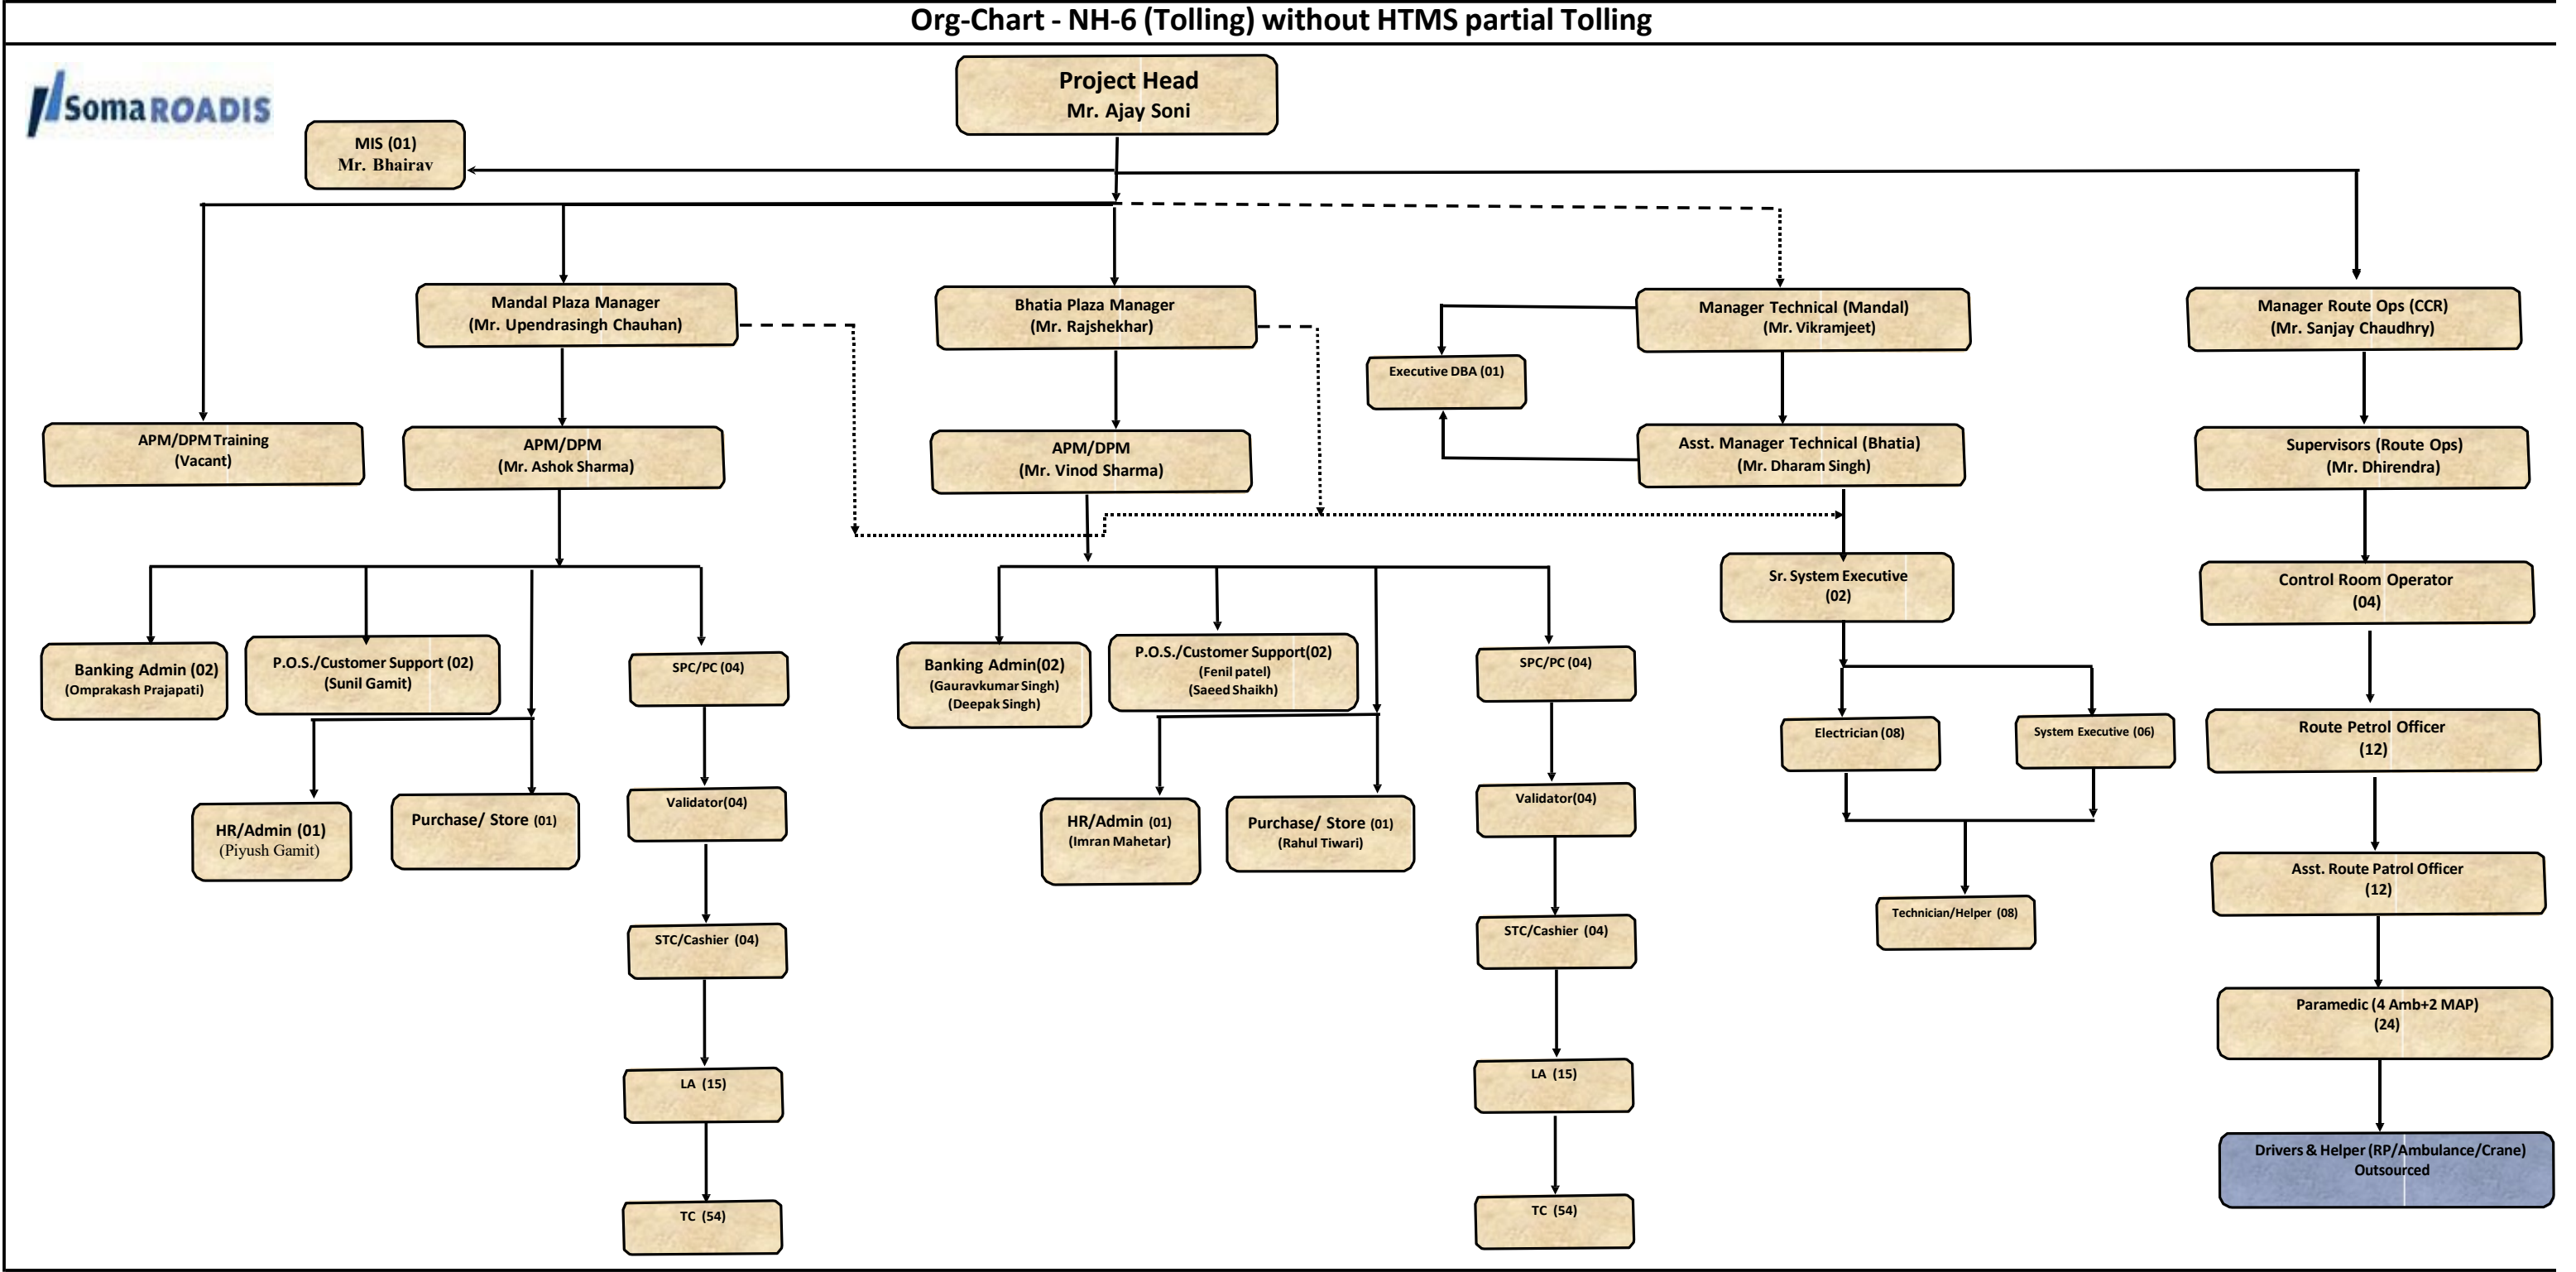 Org-Chart - NH-6 (Tolling) without HTMS partial Tolling
Soma ROADIS
Project Head
Mr. Ajay Soni
MIS (01)
Mr. Bhairav
Mandal Plaza Manager
(Mr. Upendrasingh Chauhan)
Bhatia Plaza Manager
(Mr. Rajshekhar)
Manager Technical (Mandal)
(Mr. Vikramjeet)
Manager Route Ops (CCR)
(Mr. Sanjay Chaudhry)
Executive DBA (01)
APM/DPM Training
(Vacant)
APM/DPM
(Mr. Ashok Sharma)
APM/DPM
(Mr. Vinod Sharma)
Asst. Manager Technical (Bhatia)
(Mr. Dharam Singh)
Supervisors (Route Ops)
(Mr. Dhirendra)
Sr. System Executive
(02)
Control Room Operator
(04)
Banking Admin (02)
(Omprakash Prajapati)
P.O.S./Customer Support (02)
(Sunil Gamit)
SPC/PC (04)
Banking Admin(02)
(Gauravkumar Singh)
(Deepak Singh)
P.O.S./Customer Support(02)
(Fenil patel)
(Saeed Shaikh)
SPC/PC (04)
Electrician (08)
System Executive (06)
Route Petrol Officer
(12)
HR/Admin (01)
(Piyush Gamit)
Purchase/ Store (01)
Validator(04)
HR/Admin (01)
(Imran Mahetar)
Purchase/ Store (01)
(Rahul Tiwari)
Validator(04)
Asst. Route Patrol Officer
(12)
STC/Cashier (04)
STC/Cashier (04)
Technician/Helper (08)
Paramedic (4 Amb+2 MAP)
(24)
LA (15)
LA (15)
Drivers & Helper (RP/Ambulance/Crane)
Outsourced
TC (54)
TC (54)